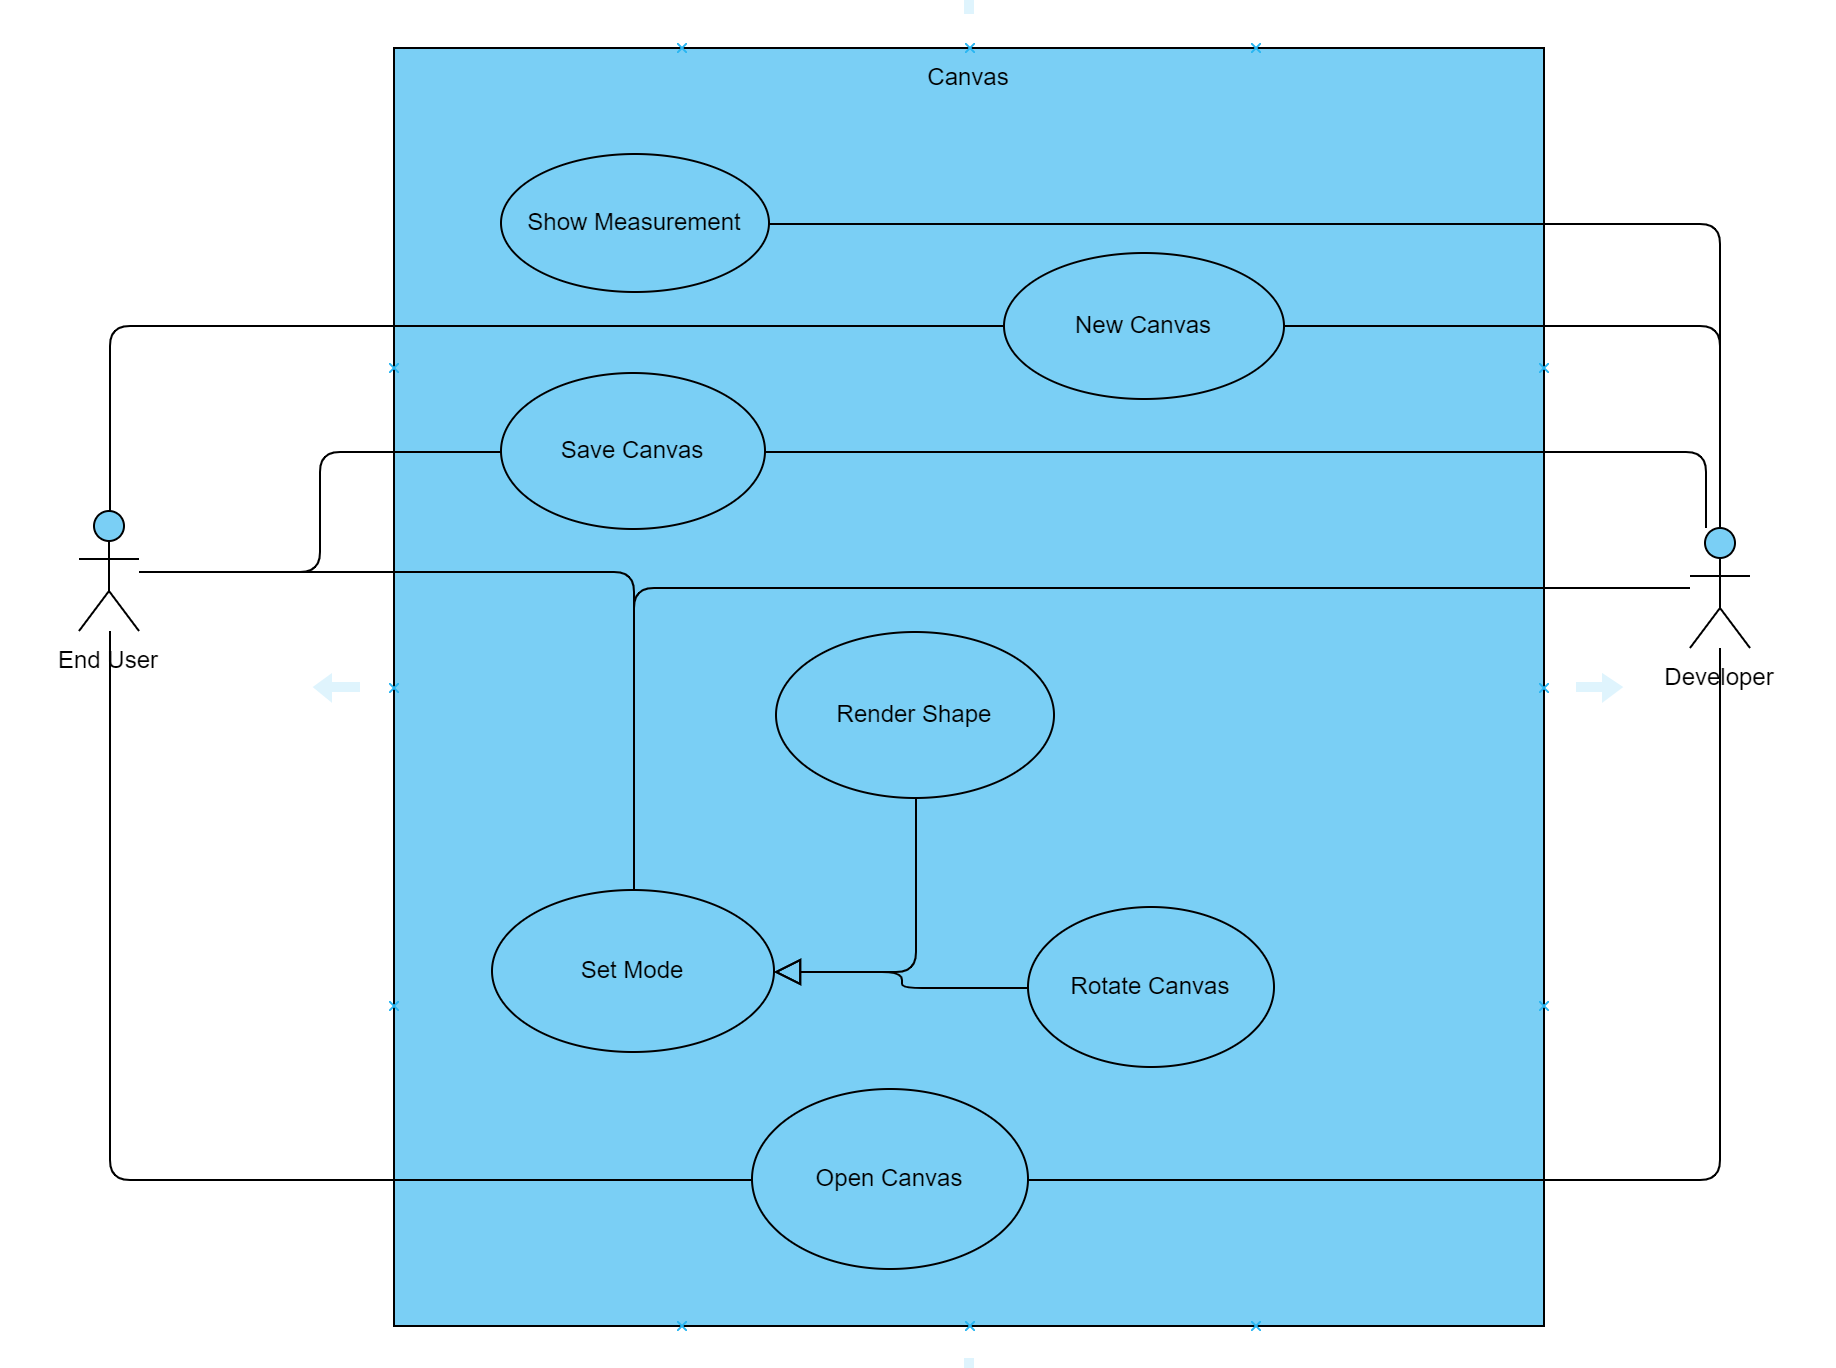 Canvas
Show Measurement
New Canvas
Save Canvas
End User
Developer
Render Shape
Set Mode
Rotate Canvas
Open Canvas